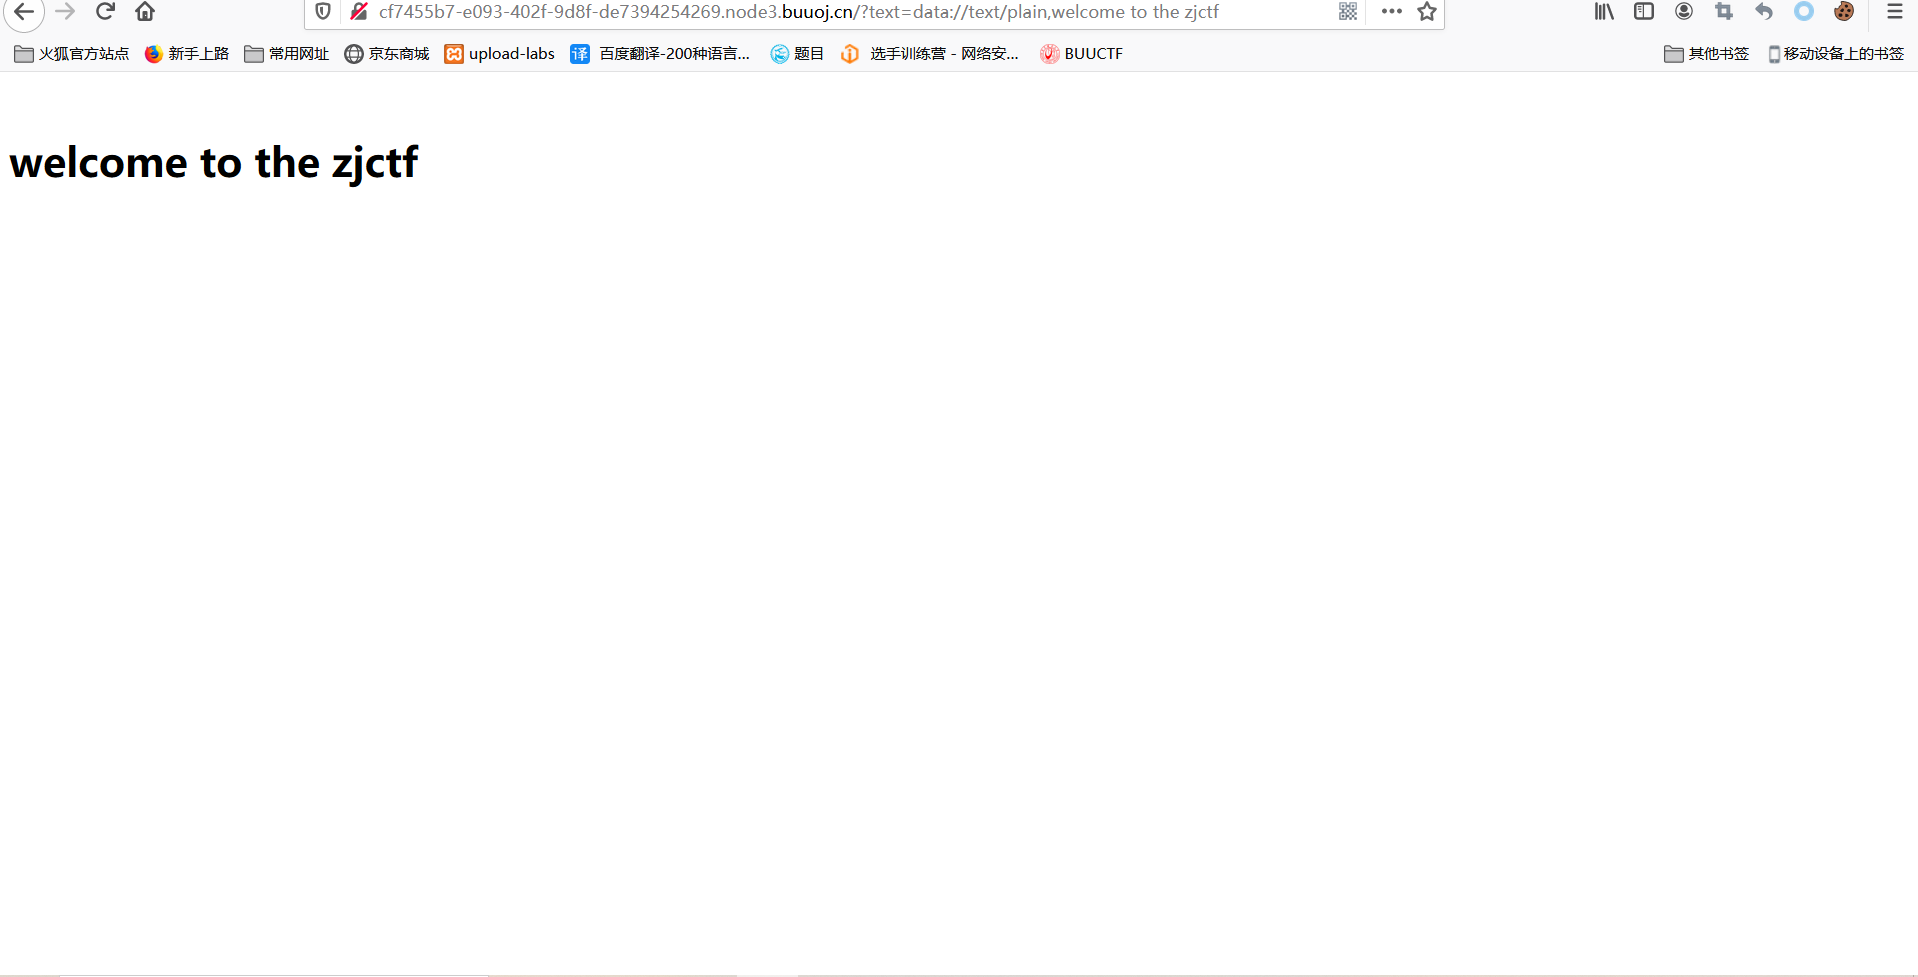 cf7455b7-e093-402f-9d8f-de7394254269.node3.buuoj.cn/?text=data://text/plain,welcome to the zjctf
火狐官方站点 新手上路 常用网址 京东商城 upload-labs 译 百度翻译-200种语言... 题目 选手训练营 - 网络安... BUUCTF 其他书签 移动设备上的书签
welcome to the zjctf